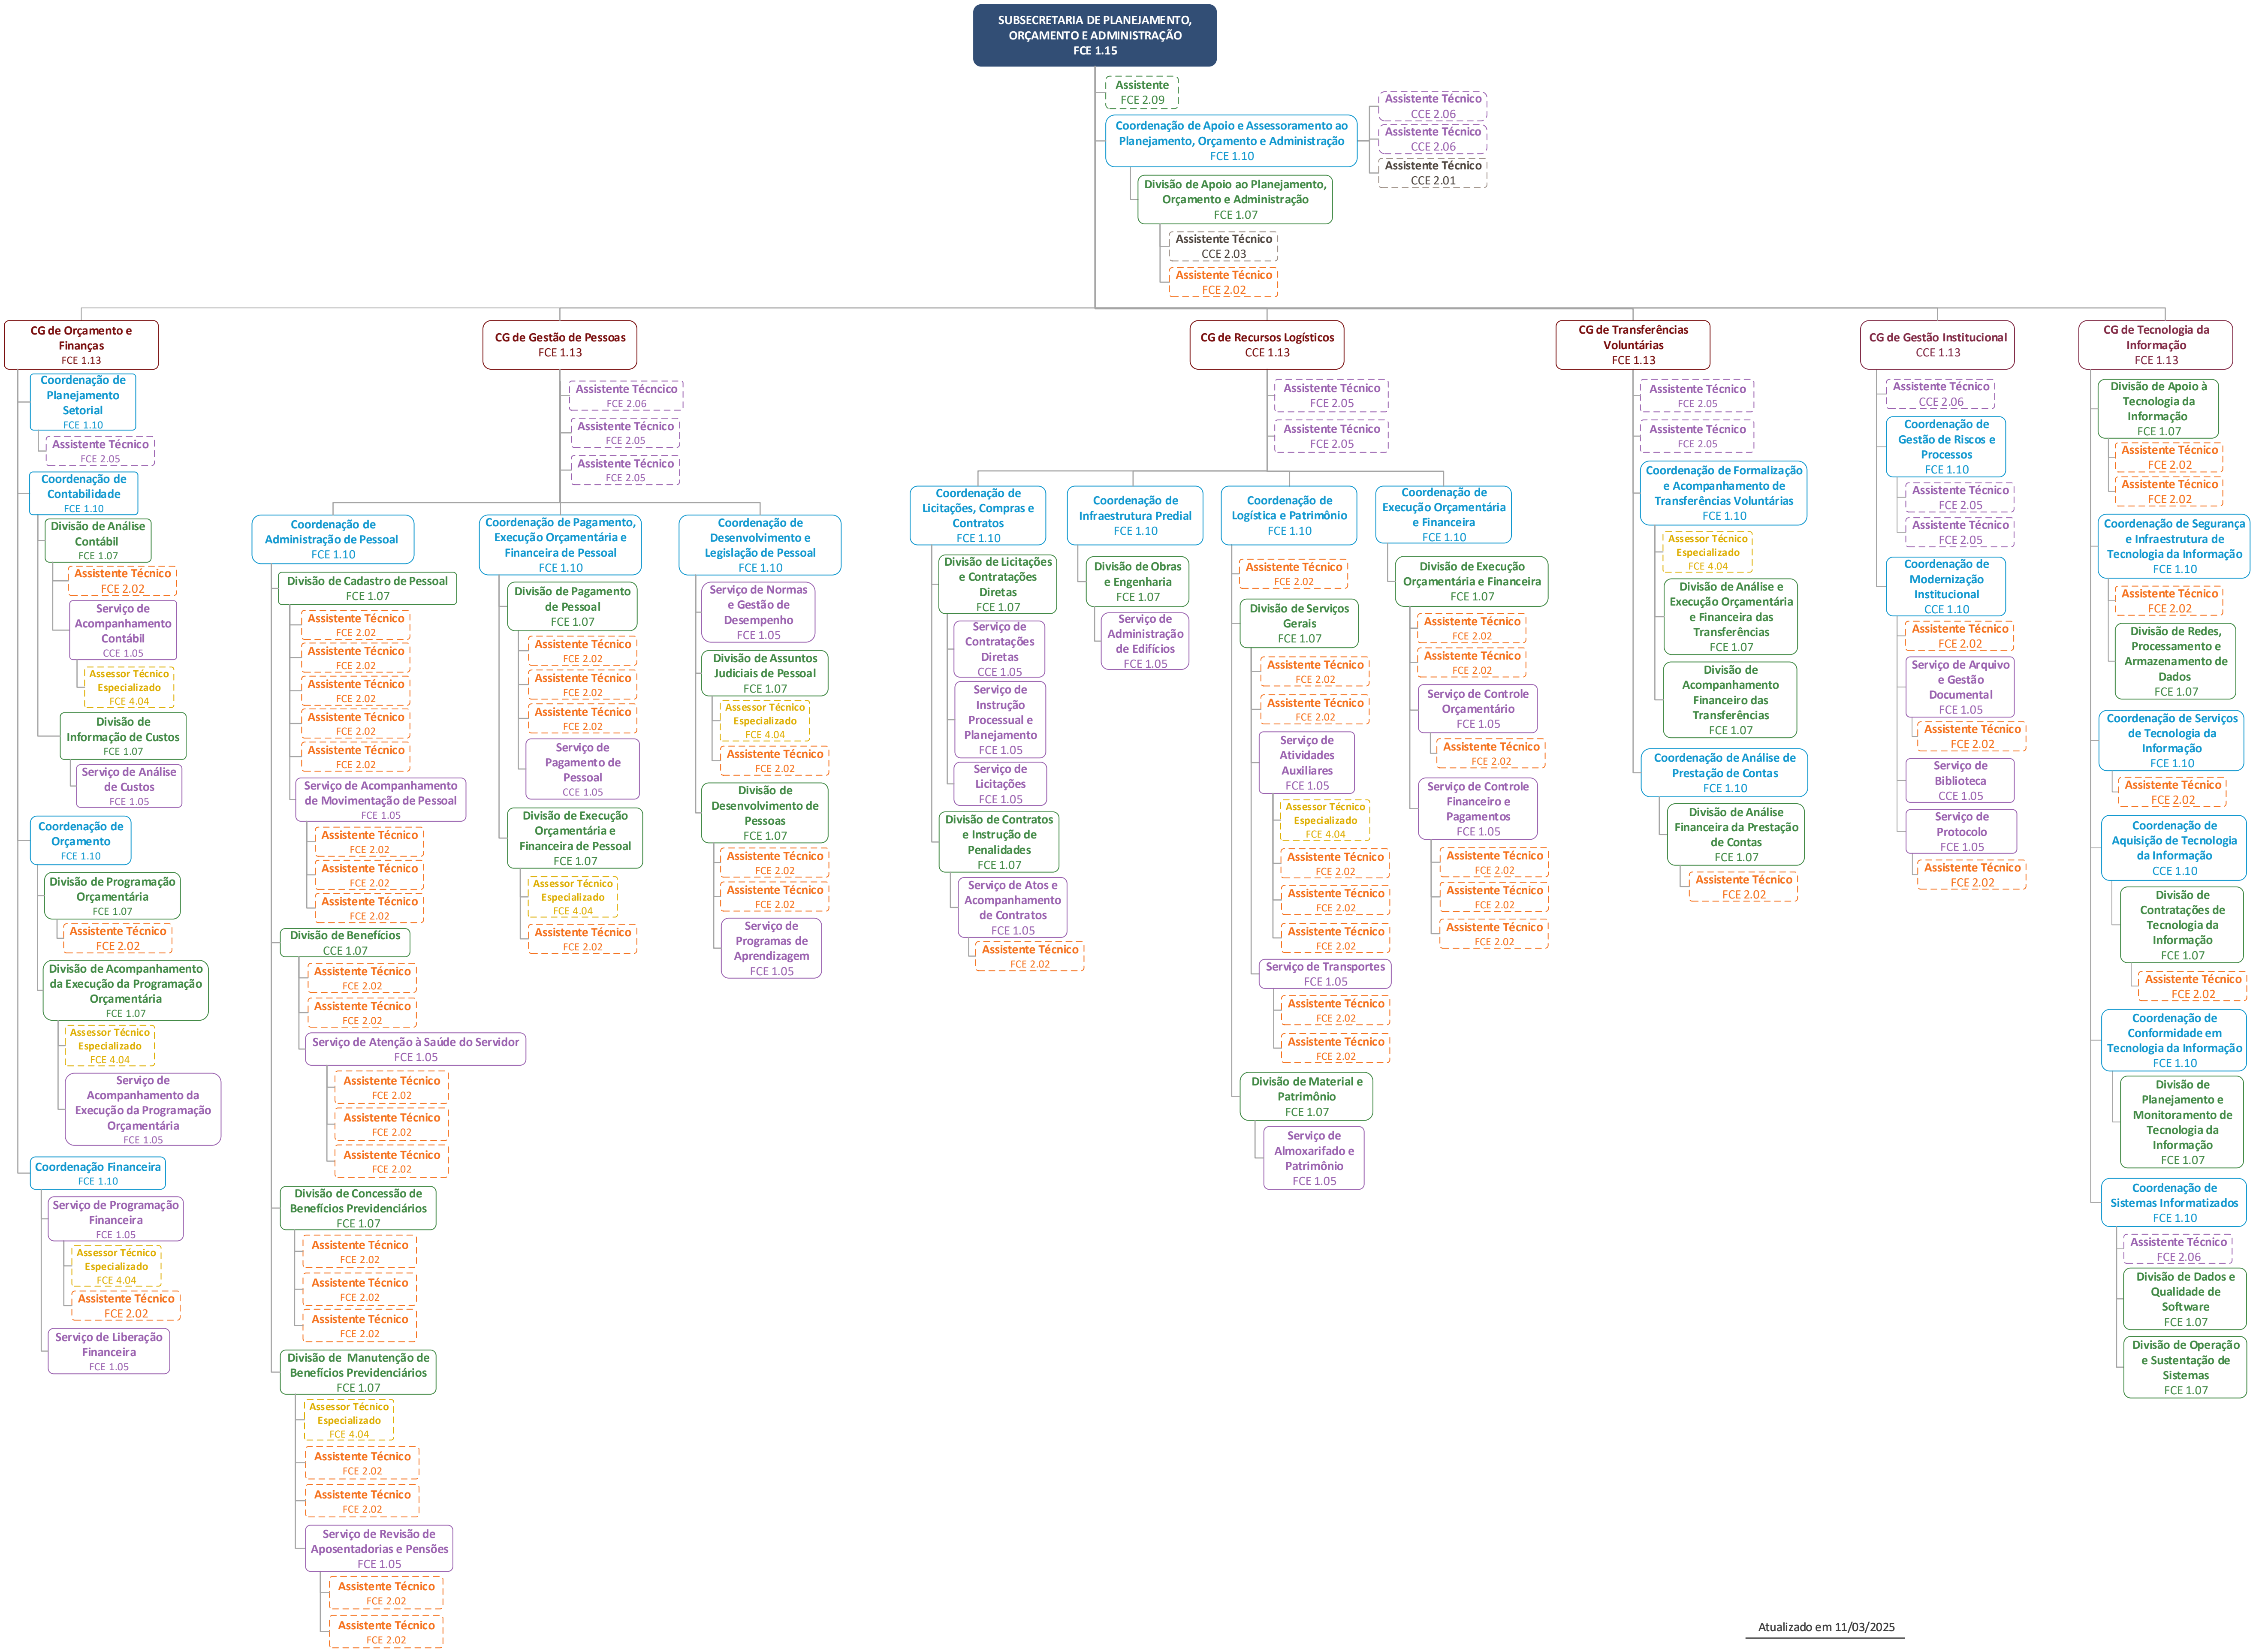 SUBSECRETARIA DE PLANEJAMENTO,
ORÇAMENTO E ADMINISTRAÇÃO
FCE 1.15
Assistente
FCE 2.09
Coordenação de Apoio e Assessoramento ao
Planejamento, Orçamento e Administração
FCE 1.10
Assistente Técnico
CCE 2.06
Assistente Técnico
CCE 2.06
Assistente Técnico
CCE 2.01
Divisão de Apoio ao Planejamento,
Orçamento e Administração
FCE 1.07
Assistente Técnico
CCE 2.03
Assistente Técnico
FCE 2.02
CG de Orçamento e
Finanças
FCE 1.13
Coordenação de
Planejamento
Setorial
FCE 1.10
Assistente Técnico
FCE 2.05
Coordenação de
Contabilidade
FCE 1.10
Divisão de Análise
Contábil
FCE 1.07
Assistente Técnico
FCE 2.02
Serviço de
Acompanhamento
Contábil
CCE 1.05
Assessor Técnico
Especializado
FCE 4.04
Divisão de
Informação de Custos
FCE 1.07
Serviço de Análise
de Custos
FCE 1.05
Coordenação de
Orçamento
FCE 1.10
Divisão de Programação
Orçamentária
FCE 1.07
Assistente Técnico
FCE 2.02
Divisão de Acompanhamento
da Execução da Programação
Orçamentária
FCE 1.07
Assessor Técnico
Especializado
FCE 4.04
Serviço de
Acompanhamento da
Execução da Programação
Orçamentária
FCE 1.05
Coordenação Financeira
FCE 1.10
Serviço de Programação
Financeira
FCE 1.05
Assessor Técnico
Especializado
FCE 4.04
Assistente Técnico
FCE 2.02
Serviço de Liberação
Financeira
FCE 1.05
CG de Gestão de Pessoas
FCE 1.13
Assistente Técncico
FCE 2.06
Assistente Técnico
FCE 2.05
Assistente Técnico
FCE 2.05
Coordenação de
Administração de Pessoal
FCE 1.10
Divisão de Cadastro de Pessoal
FCE 1.07
Assistente Técnico
FCE 2.02
Assistente Técnico
FCE 2.02
Assistente Técnico
FCE 2.02
Assistente Técnico
FCE 2.02
Assistente Técnico
FCE 2.02
Serviço de Acompanhamento
de Movimentação de Pessoal
FCE 1.05
Assistente Técnico
FCE 2.02
Assistente Técnico
FCE 2.02
Assistente Técnico
FCE 2.02
Divisão de Benefícios
CCE 1.07
Assistente Técnico
FCE 2.02
Assistente Técnico
FCE 2.02
Serviço de Atenção à Saúde do Servidor
FCE 1.05
Assistente Técnico
FCE 2.02
Assistente Técnico
FCE 2.02
Assistente Técnico
FCE 2.02
Divisão de Concessão de
Benefícios Previdenciários
FCE 1.07
Assistente Técnico
FCE 2.02
Assistente Técnico
FCE 2.02
Assistente Técnico
FCE 2.02
Divisão de Manutenção de
Benefícios Previdenciários
FCE 1.07
Assessor Técnico
Especializado
FCE 4.04
Assistente Técnico
FCE 2.02
Assistente Técnico
FCE 2.02
Serviço de Revisão de
Aposentadorias e Pensões
FCE 1.05
Assistente Técnico
FCE 2.02
Assistente Técnico
FCE 2.02
Coordenação de Pagamento,
Execução Orçamentária e
Financeira de Pessoal
FCE 1.10
Divisão de Pagamento
de Pessoal
FCE 1.07
Assistente Técnico
FCE 2.02
Assistente Técnico
FCE 2.02
Assistente Técnico
FCE 2.02
Serviço de
Pagamento de
Pessoal
CCE 1.05
Divisão de Execução
Orçamentária e
Financeira de Pessoal
FCE 1.07
Assessor Técnico
Especializado
FCE 4.04
Assistente Técnico
FCE 2.02
Coordenação de
Desenvolvimento e
Legislação de Pessoal
FCE 1.10
Serviço de Normas
e Gestão de
Desempenho
FCE 1.05
Divisão de Assuntos
Judiciais de Pessoal
FCE 1.07
Assessor Técnico
Especializado
FCE 4.04
Assistente Técnico
FCE 2.02
Divisão de
Desenvolvimento de
Pessoas
FCE 1.07
Assistente Técnico
FCE 2.02
Assistente Técnico
FCE 2.02
Serviço de
Programas de
Aprendizagem
FCE 1.05
CG de Recursos Logísticos
CCE 1.13
Assistente Técnico
FCE 2.05
Assistente Técnico
FCE 2.05
Coordenação de
Licitações, Compras e
Contratos
FCE 1.10
Divisão de Licitações
e Contratações
Diretas
FCE 1.07
Serviço de
Contratações
Diretas
CCE 1.05
Serviço de
Instrução
Processual e
Planejamento
FCE 1.05
Serviço de
Licitações
FCE 1.05
Divisão de Contratos
e Instrução de
Penalidades
FCE 1.07
Serviço de Atos e
Acompanhamento
de Contratos
FCE 1.05
Assistente Técnico
FCE 2.02
Coordenação de
Infraestrutura Predial
FCE 1.10
Divisão de Obras
e Engenharia
FCE 1.07
Serviço de
Administração
de Edifícios
FCE 1.05
Coordenação de
Logística e Patrimônio
FCE 1.10
Assistente Técnico
FCE 2.02
Divisão de Serviços
Gerais
FCE 1.07
Assistente Técnico
FCE 2.02
Assistente Técnico
FCE 2.02
Serviço de
Atividades
Auxiliares
FCE 1.05
Assessor Técnico
Especializado
FCE 4.04
Assistente Técnico
FCE 2.02
Assistente Técnico
FCE 2.02
Assistente Técnico
FCE 2.02
Serviço de Transportes
FCE 1.05
Assistente Técnico
FCE 2.02
Assistente Técnico
FCE 2.02
Divisão de Material e
Patrimônio
FCE 1.07
Serviço de
Almoxarifado e
Patrimônio
FCE 1.05
Coordenação de
Execução Orçamentária
e Financeira
FCE 1.10
Divisão de Execução
Orçamentária e Financeira
FCE 1.07
Assistente Técnico
FCE 2.02
Assistente Técnico
FCE 2.02
Serviço de Controle
Orçamentário
FCE 1.05
Assistente Técnico
FCE 2.02
Serviço de Controle
Financeiro e
Pagamentos
FCE 1.05
Assistente Técnico
FCE 2.02
Assistente Técnico
FCE 2.02
Assistente Técnico
FCE 2.02
CG de Transferências
Voluntárias
FCE 1.13
Assistente Técnico
FCE 2.05
Assistente Técnico
FCE 2.05
Coordenação de Formalização
e Acompanhamento de
Transferências Voluntárias
FCE 1.10
Assessor Técnico
Especializado
FCE 4.04
Divisão de Análise e
Execução Orçamentária
e Financeira das
Transferências
FCE 1.07
Divisão de
Acompanhamento
Financeiro das
Transferências
FCE 1.07
Coordenação de Análise de
Prestação de Contas
FCE 1.10
Divisão de Análise
Financeira da Prestação
de Contas
FCE 1.07
Assistente Técnico
FCE 2.02
CG de Gestão Institucional
CCE 1.13
Assistente Técnico
CCE 2.06
Coordenação de
Gestão de Riscos e
Processos
FCE 1.10
Assistente Técnico
FCE 2.05
Assistente Técnico
FCE 2.05
Coordenação de
Modernização
Institucional
CCE 1.10
Assistente Técnico
FCE 2.02
Serviço de Arquivo
e Gestão
Documental
FCE 1.05
Assistente Técnico
FCE 2.02
Serviço de
Biblioteca
CCE 1.05
Serviço de
Protocolo
FCE 1.05
Assistente Técnico
FCE 2.02
CG de Tecnologia da
Informação
FCE 1.13
Divisão de Apoio à
Tecnologia da
Informação
FCE 1.07
Assistente Técnico
FCE 2.02
Assistente Técnico
FCE 2.02
Coordenação de Segurança
e Infraestrutura de
Tecnologia da Informação
FCE 1.10
Assistente Técnico
FCE 2.02
Divisão de Redes,
Processamento e
Armazenamento de
Dados
FCE 1.07
Coordenação de Serviços
de Tecnologia da
Informação
FCE 1.10
Assistente Técnico
FCE 2.02
Coordenação de
Aquisição de Tecnologia
da Informação
CCE 1.10
Divisão de
Contratações de
Tecnologia da
Informação
FCE 1.07
Assistente Técnico
FCE 2.02
Coordenação de
Conformidade em
Tecnologia da Informação
FCE 1.10
Divisão de
Planejamento e
Monitoramento de
Tecnologia da
Informação
FCE 1.07
Coordenação de
Sistemas Informatizados
FCE 1.10
Assistente Técnico
FCE 2.06
Divisão de Dados e
Qualidade de
Software
FCE 1.07
Divisão de Operação
e Sustentação de
Sistemas
FCE 1.07
Atualizado em 11/03/2025